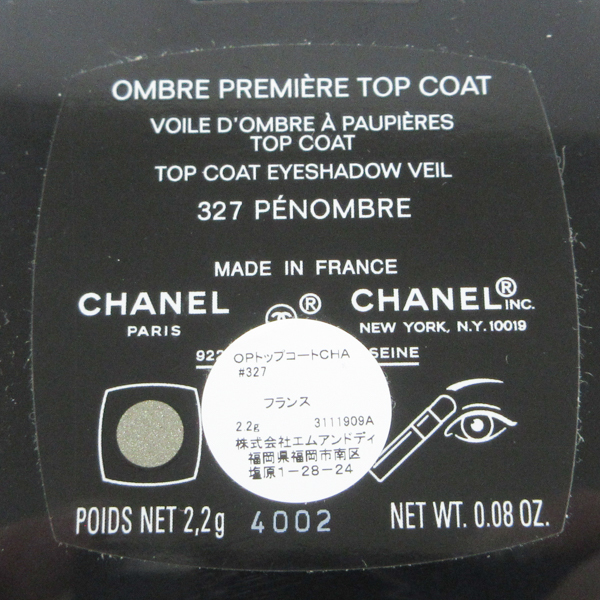 OMBRE PREMIÈRE TOP COAT
VOILE D'OMBRE À PAUPIÈRES
TOP COAT
TOP COAT EYESHADOW VEIL
327 PÉNOMBRE
MADE IN FRANCE
CHANEL ® CHANEL® INC.
PARIS NEW YORK, N.Y. 10019
922 SEINE
OPトップコートCHA
#327
フランス
2.2g 3111909A
株式会社エムアンドディ
福岡県福岡市南区
塩原1-28-24
POIDS NET 2,2g 4002 NET WT. 0.08 OZ.